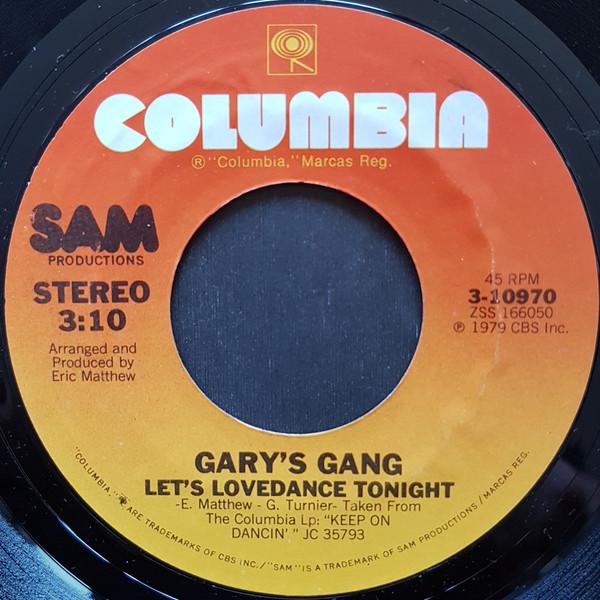 COLUMBIA
® "Columbia," Marcas Reg.
SAM
PRODUCTIONS
STEREO
3:10
Arranged and
Produced by
Eric Matthew
45 RPM
3-10970
ZSS 166050
℗ 1979 CBS Inc.
GARY'S GANG
LET'S LOVEDANCE TONIGHT
-E. Matthew - G. Turnier- Taken From
The Columbia Lp: "KEEP ON
DANCIN'" JC 35793
"COLUMBIA," ARE TRADEMARKS OF CBS INC./"SAM" IS A TRADEMARK OF SAM PRODUCTIONS/MARCAS REG.